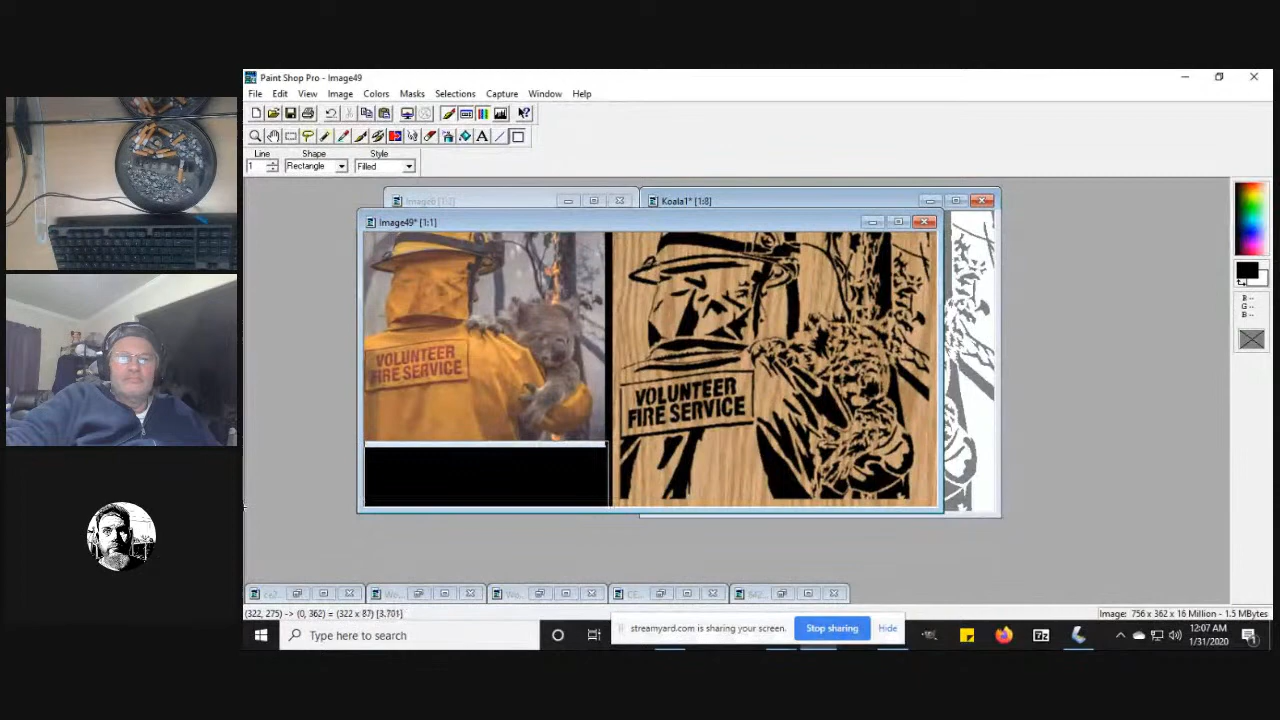 Paint Shop Pro - Image49
File Edit View Image Colors Masks Selections Capture Window Help
Line Shape Style
1 Rectangle Filled
Koala1* [1:8]
Image49* [1:1]
VOLUNTEER
FIRE SERVICE
VOLUNTEER
FIRE SERVICE
R --
G --
B --
(322, 275) -> (0, 362) = (322 x 87) [3.701]
Image: 756 x 362 x 16 Million - 1.5 MBytes
streamyard.com is sharing your screen. Stop sharing Hide
Type here to search
7z
12:07 AM
1/31/2020